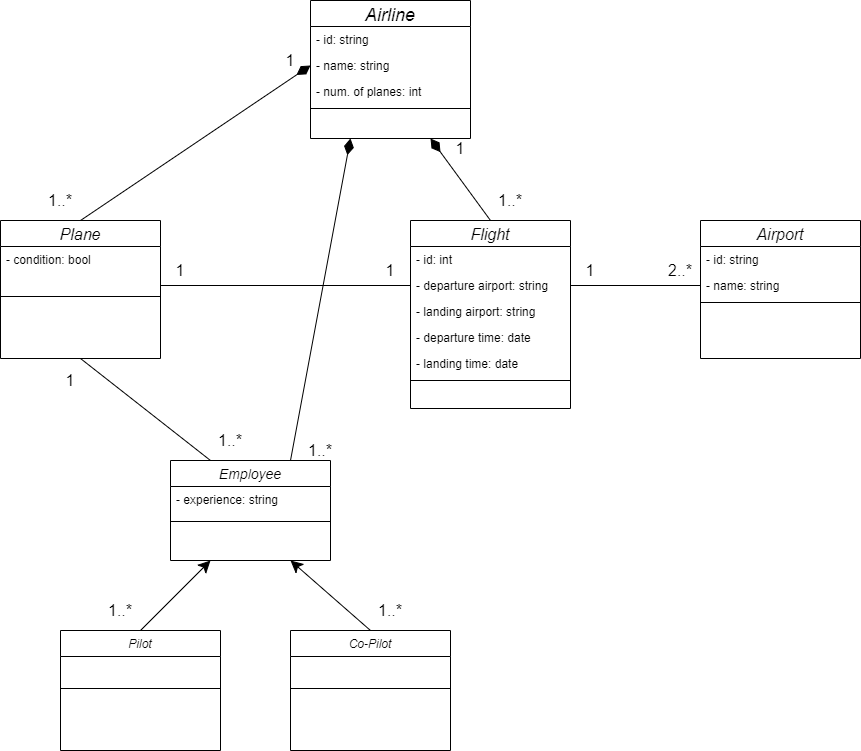 Airline
- id: string
- name: string
- num. of planes: int
1
1
1..*
1..*
Plane
- condition: bool
1
1
Flight
- id: int
- departure airport: string
- landing airport: string
- departure time: date
- landing time: date
1
2..*
Airport
- id: string
- name: string
1
1..*
1..*
Employee
- experience: string
1..*
1..*
Pilot
Co-Pilot